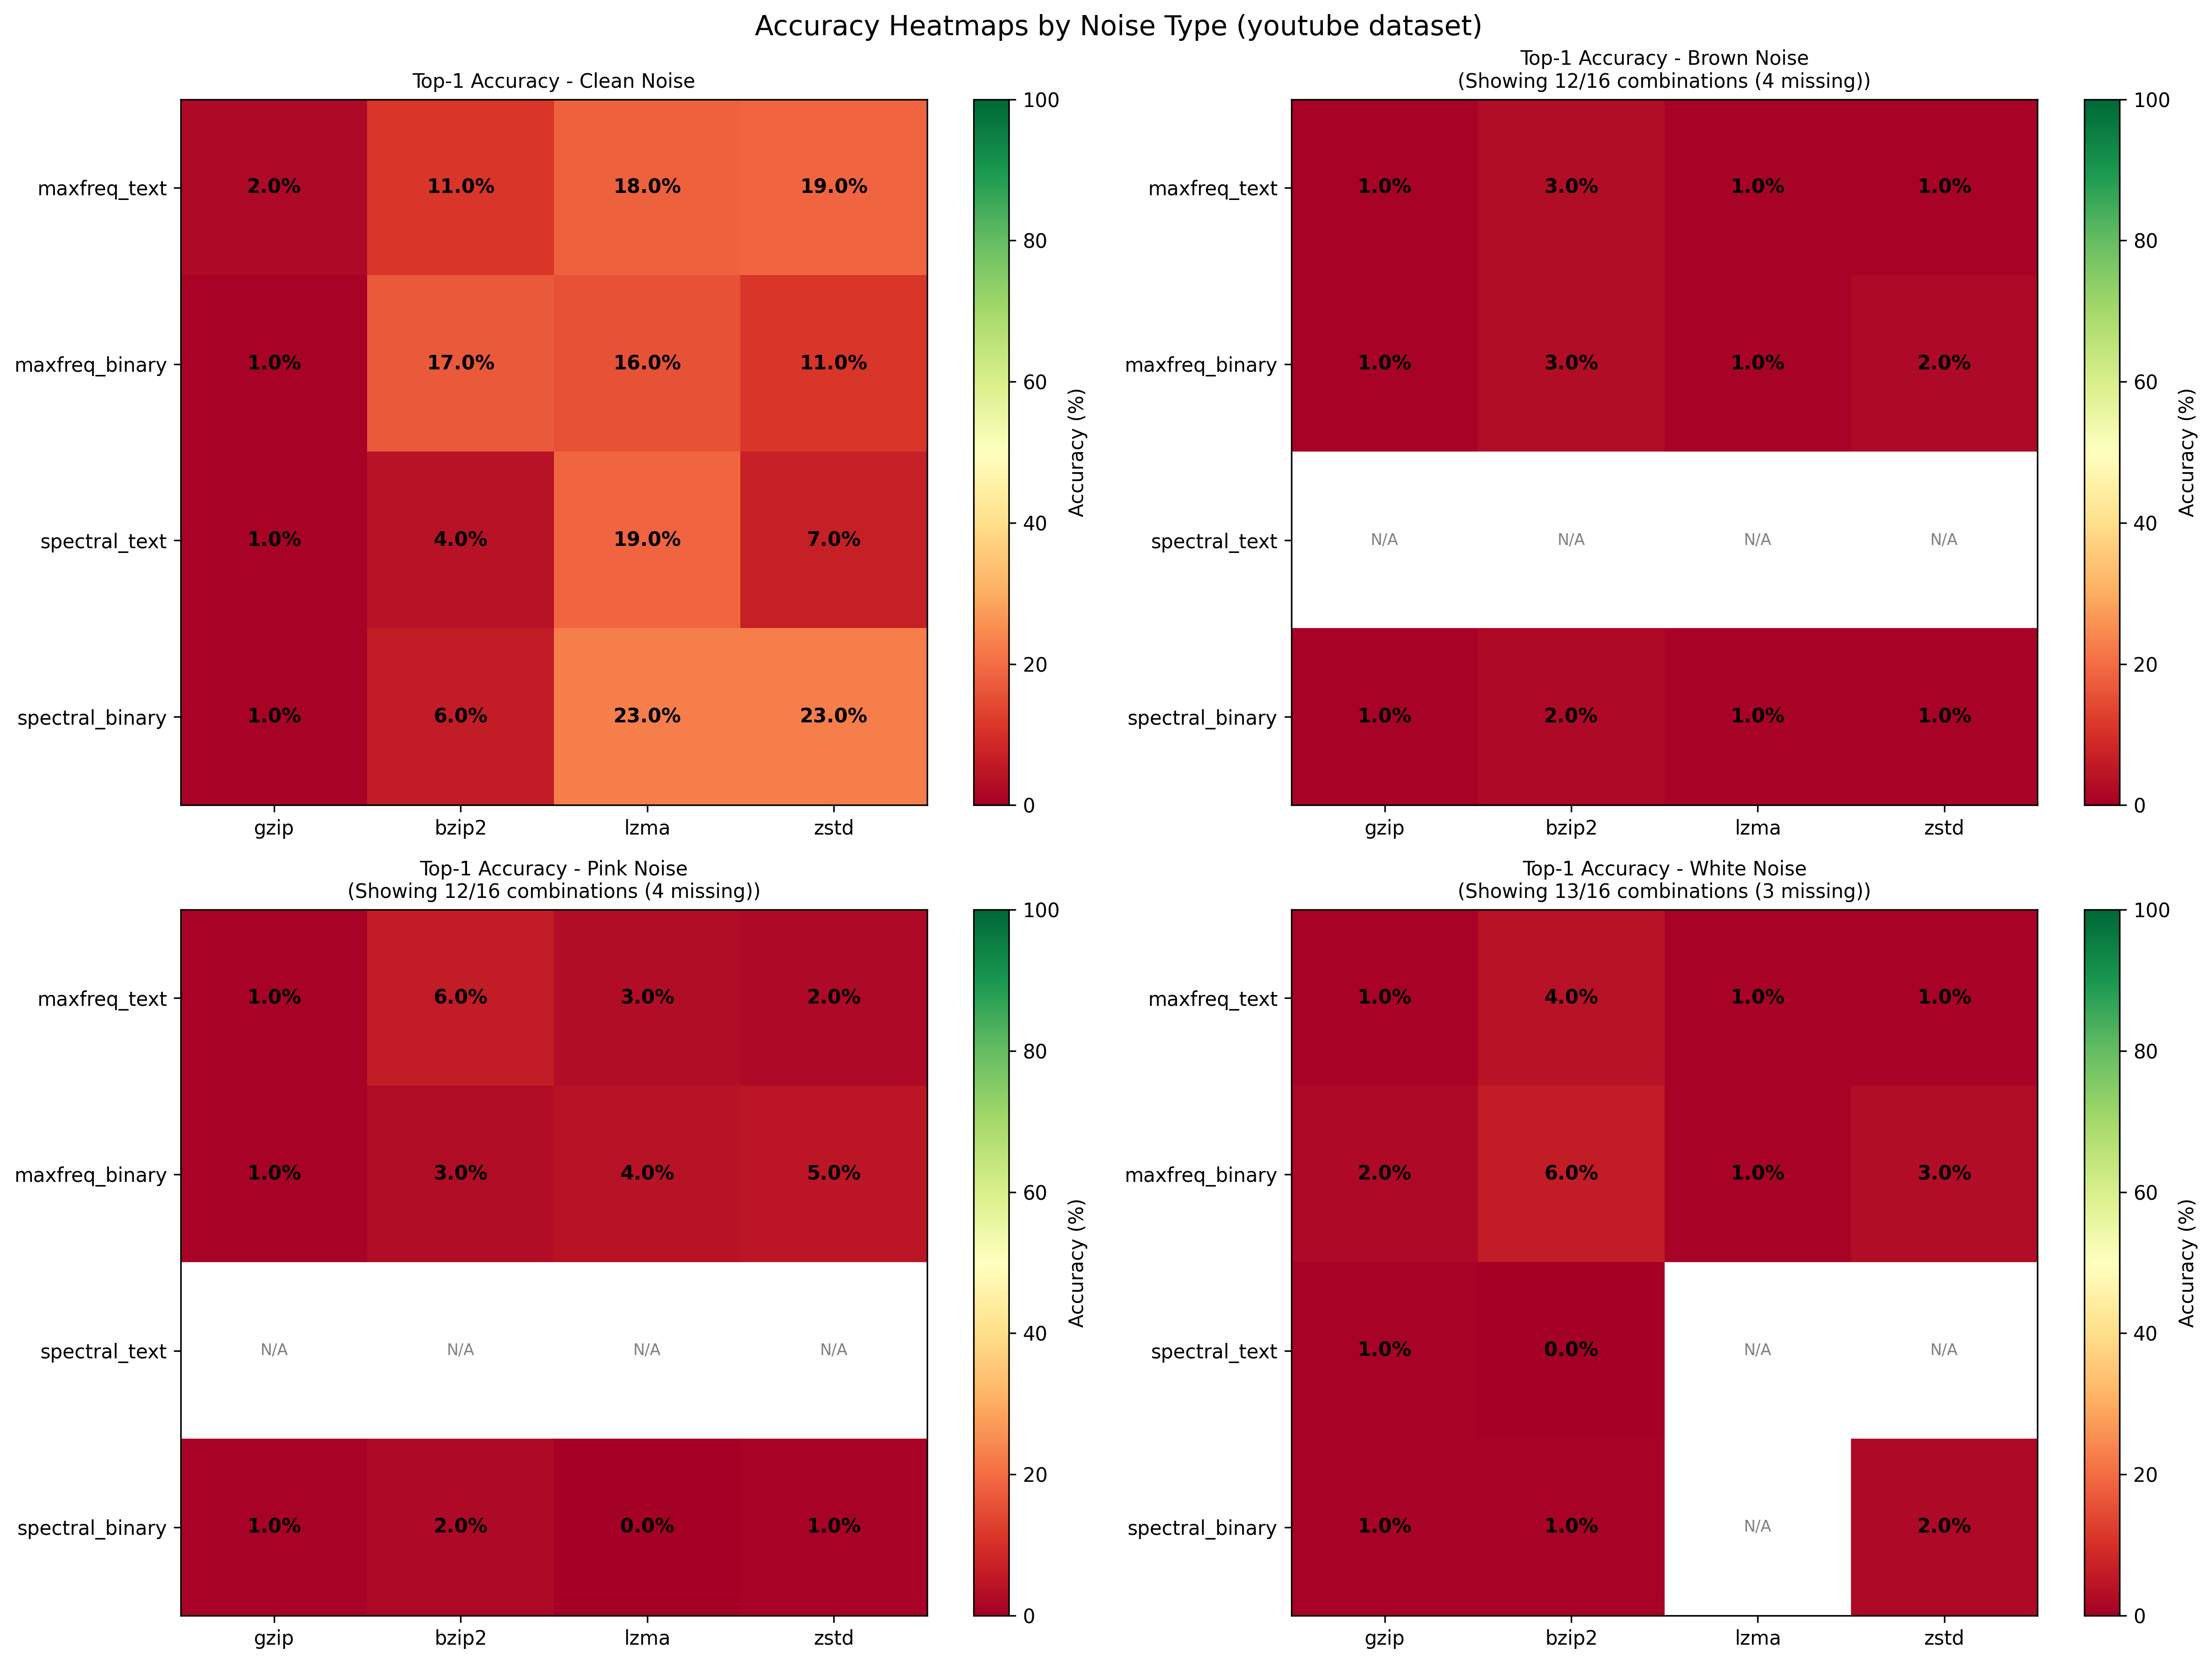 Accuracy Heatmaps by Noise Type (youtube dataset)
Top-1 Accuracy - Clean Noise
maxfreq_text 2.0% 11.0% 18.0% 19.0%
maxfreq_binary 1.0% 17.0% 16.0% 11.0%
spectral_text 1.0% 4.0% 19.0% 7.0%
spectral_binary 1.0% 6.0% 23.0% 23.0%
gzip bzip2 lzma zstd
100
80
60
40
20
0
Accuracy (%)
Top-1 Accuracy - Brown Noise
(Showing 12/16 combinations (4 missing))
maxfreq_text 1.0% 3.0% 1.0% 1.0%
maxfreq_binary 1.0% 3.0% 1.0% 2.0%
spectral_text N/A N/A N/A N/A
spectral_binary 1.0% 2.0% 1.0% 1.0%
gzip bzip2 lzma zstd
100
80
60
40
20
0
Accuracy (%)
Top-1 Accuracy - Pink Noise
(Showing 12/16 combinations (4 missing))
maxfreq_text 1.0% 6.0% 3.0% 2.0%
maxfreq_binary 1.0% 3.0% 4.0% 5.0%
spectral_text N/A N/A N/A N/A
spectral_binary 1.0% 2.0% 0.0% 1.0%
gzip bzip2 lzma zstd
100
80
60
40
20
0
Accuracy (%)
Top-1 Accuracy - White Noise
(Showing 13/16 combinations (3 missing))
maxfreq_text 1.0% 4.0% 1.0% 1.0%
maxfreq_binary 2.0% 6.0% 1.0% 3.0%
spectral_text 1.0% 0.0% N/A N/A
spectral_binary 1.0% 1.0% N/A 2.0%
gzip bzip2 lzma zstd
100
80
60
40
20
0
Accuracy (%)